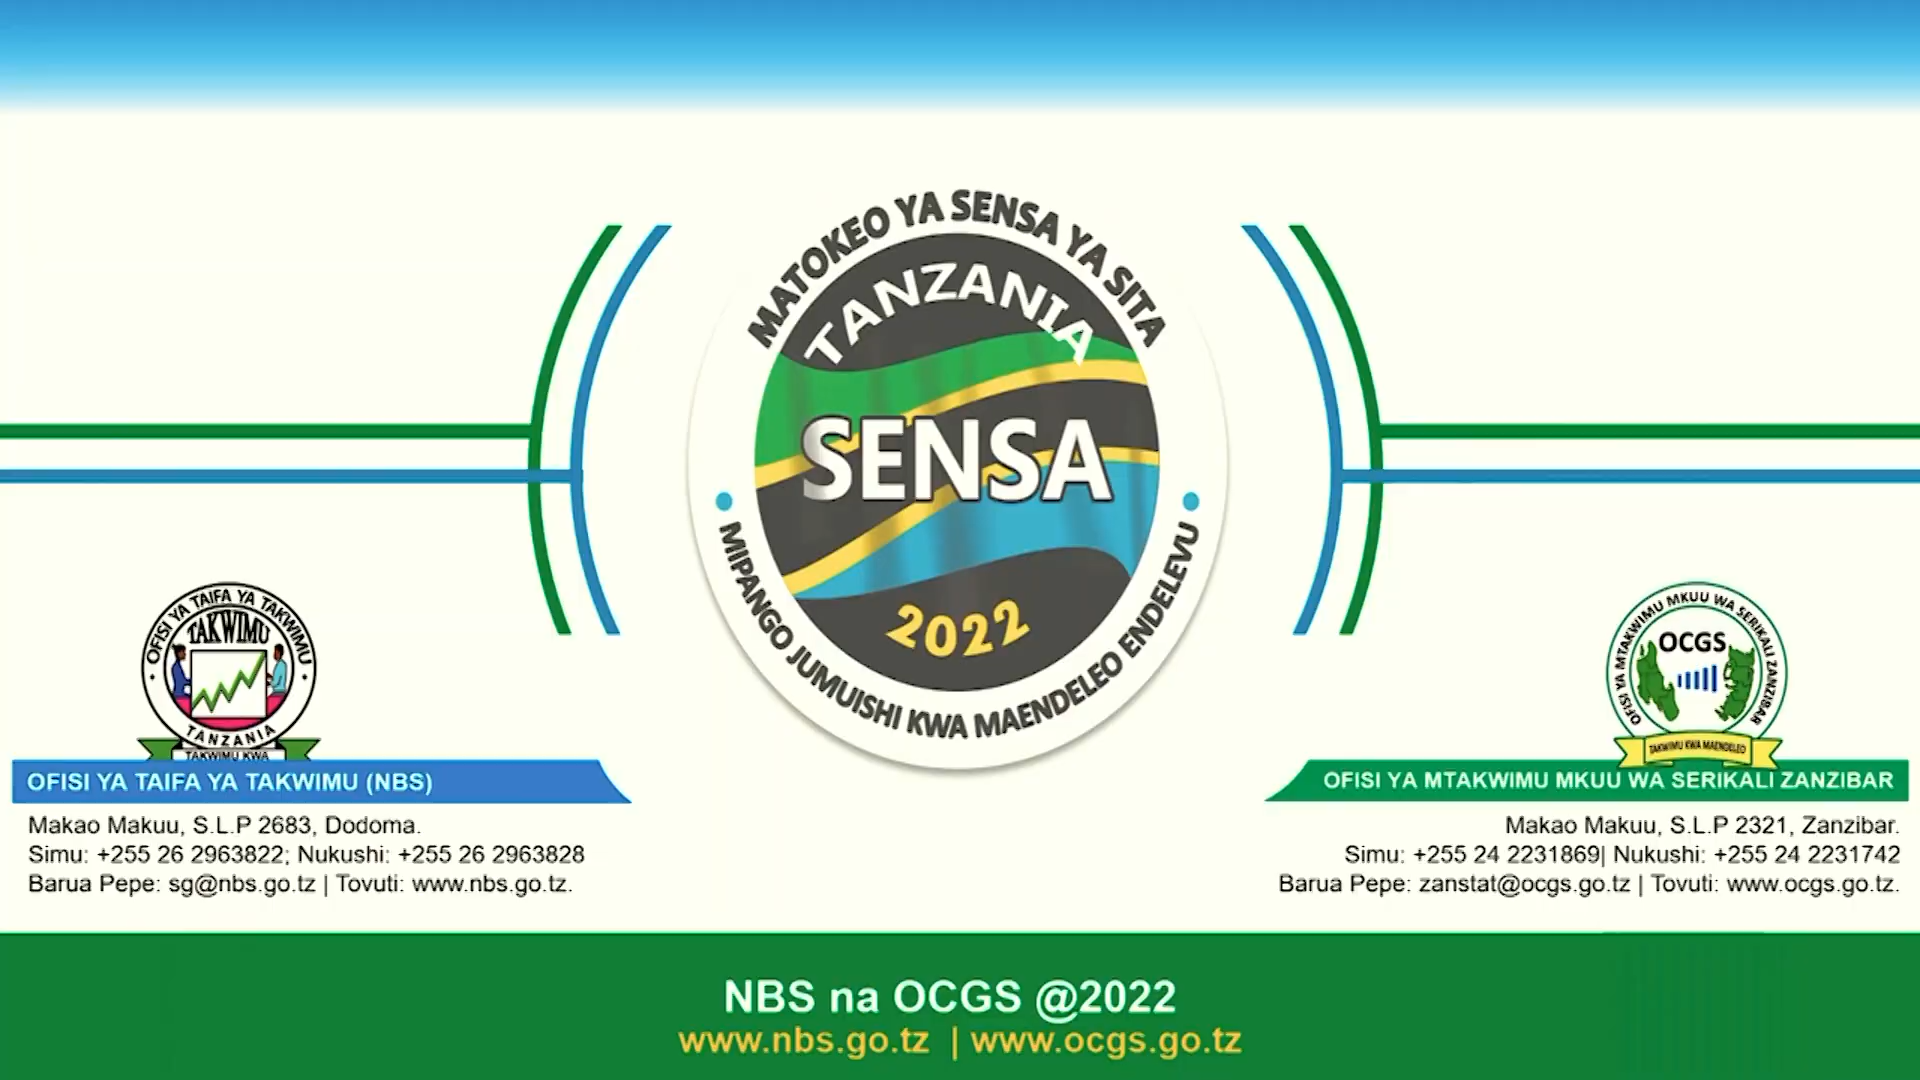 MATOKEO YA SENSA YA SITA
TANZANIA
SENSA
2022
MIPANGO JUMUISHI KWA MAENDELEO ENDELEVU
OFISI YA TAIFA YA TAKWIMU
TAKWIMU
TANZANIA
TAKWIMU KWA
OFISI YA TAIFA YA TAKWIMU (NBS)
Makao Makuu, S.L.P 2683, Dodoma.
Simu: +255 26 2963822; Nukushi: +255 26 2963828
Barua Pepe: sg@nbs.go.tz | Tovuti: www.nbs.go.tz.
OFISI YA MTAKWIMU MKUU WA SERIKALI ZANZIBAR
OCGS
TAKWIMU KWA MAENDELEO
OFISI YA MTAKWIMU MKUU WA SERIKALI ZANZIBAR
Makao Makuu, S.L.P 2321, Zanzibar.
Simu: +255 24 2231869| Nukushi: +255 24 2231742
Barua Pepe: zanstat@ocgs.go.tz | Tovuti: www.ocgs.go.tz.
NBS na OCGS @2022
www.nbs.go.tz | www.ocgs.go.tz